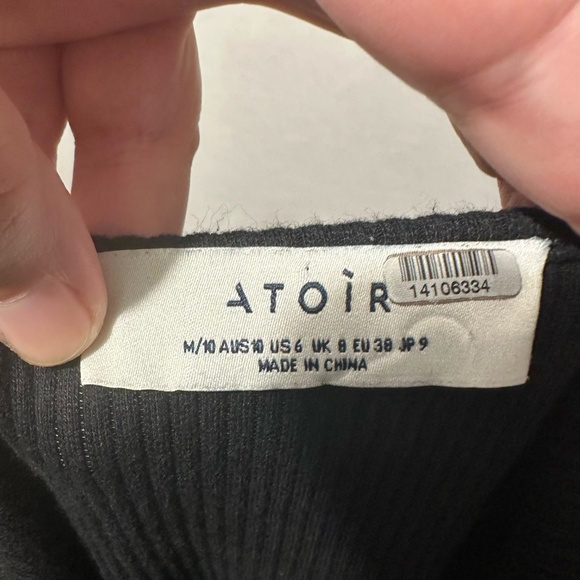 ATOÌR
14106334
M/10 AUS10 US 6 UK 8 EU 38 JP 9
MADE IN CHINA